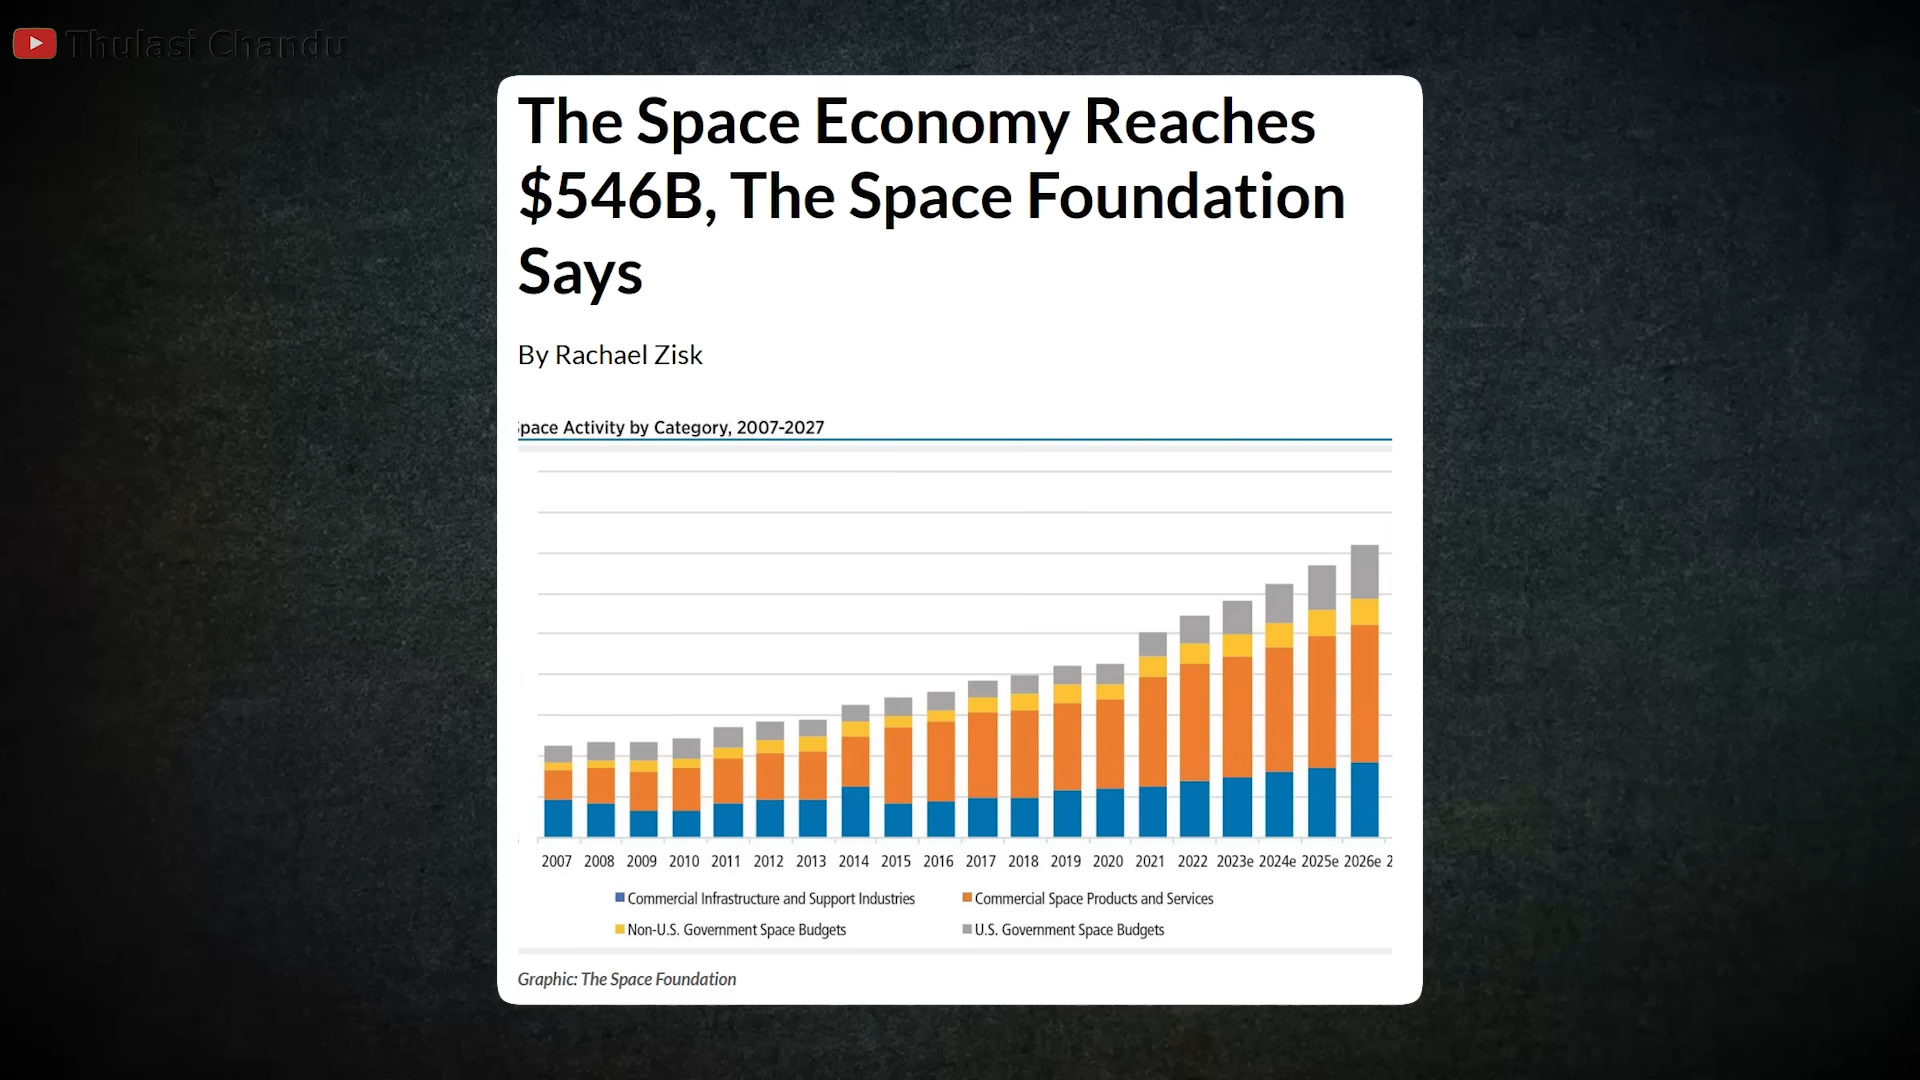 Thulasi Chandu
The Space Economy Reaches
$546B, The Space Foundation
Says
By Rachael Zisk
pace Activity by Category, 2007-2027
2007 2008 2009 2010 2011 2012 2013 2014 2015 2016 2017 2018 2019 2020 2021 2022 2023e 2024e 2025e 2026e 2
Commercial Infrastructure and Support Industries Commercial Space Products and Services
Non-U.S. Government Space Budgets U.S. Government Space Budgets
Graphic: The Space Foundation